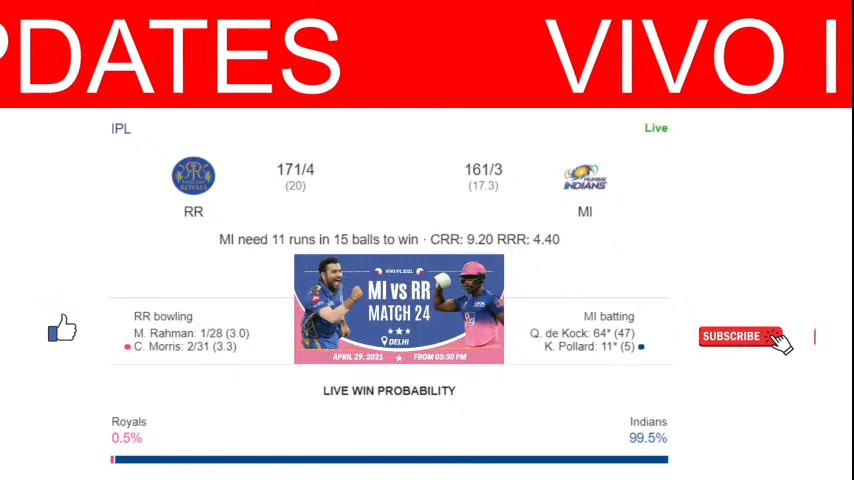 PDATES VIVO I
IPL Live
171/4 161/3
(20) (17.3)
RR MI
MI need 11 runs in 15 balls to win · CRR: 9.20 RRR: 4.40
VIVO IPL 2021
MI vs RR
MATCH 24
DELHI
APRIL 29, 2021 FROM 03:30 PM
RR bowling
M. Rahman: 1/28 (3.0)
C. Morris: 2/31 (3.3)
MI batting
Q. de Kock: 64* (47)
K. Pollard: 11* (5)
SUBSCRIBE
LIVE WIN PROBABILITY
Royals Indians
0.5% 99.5%